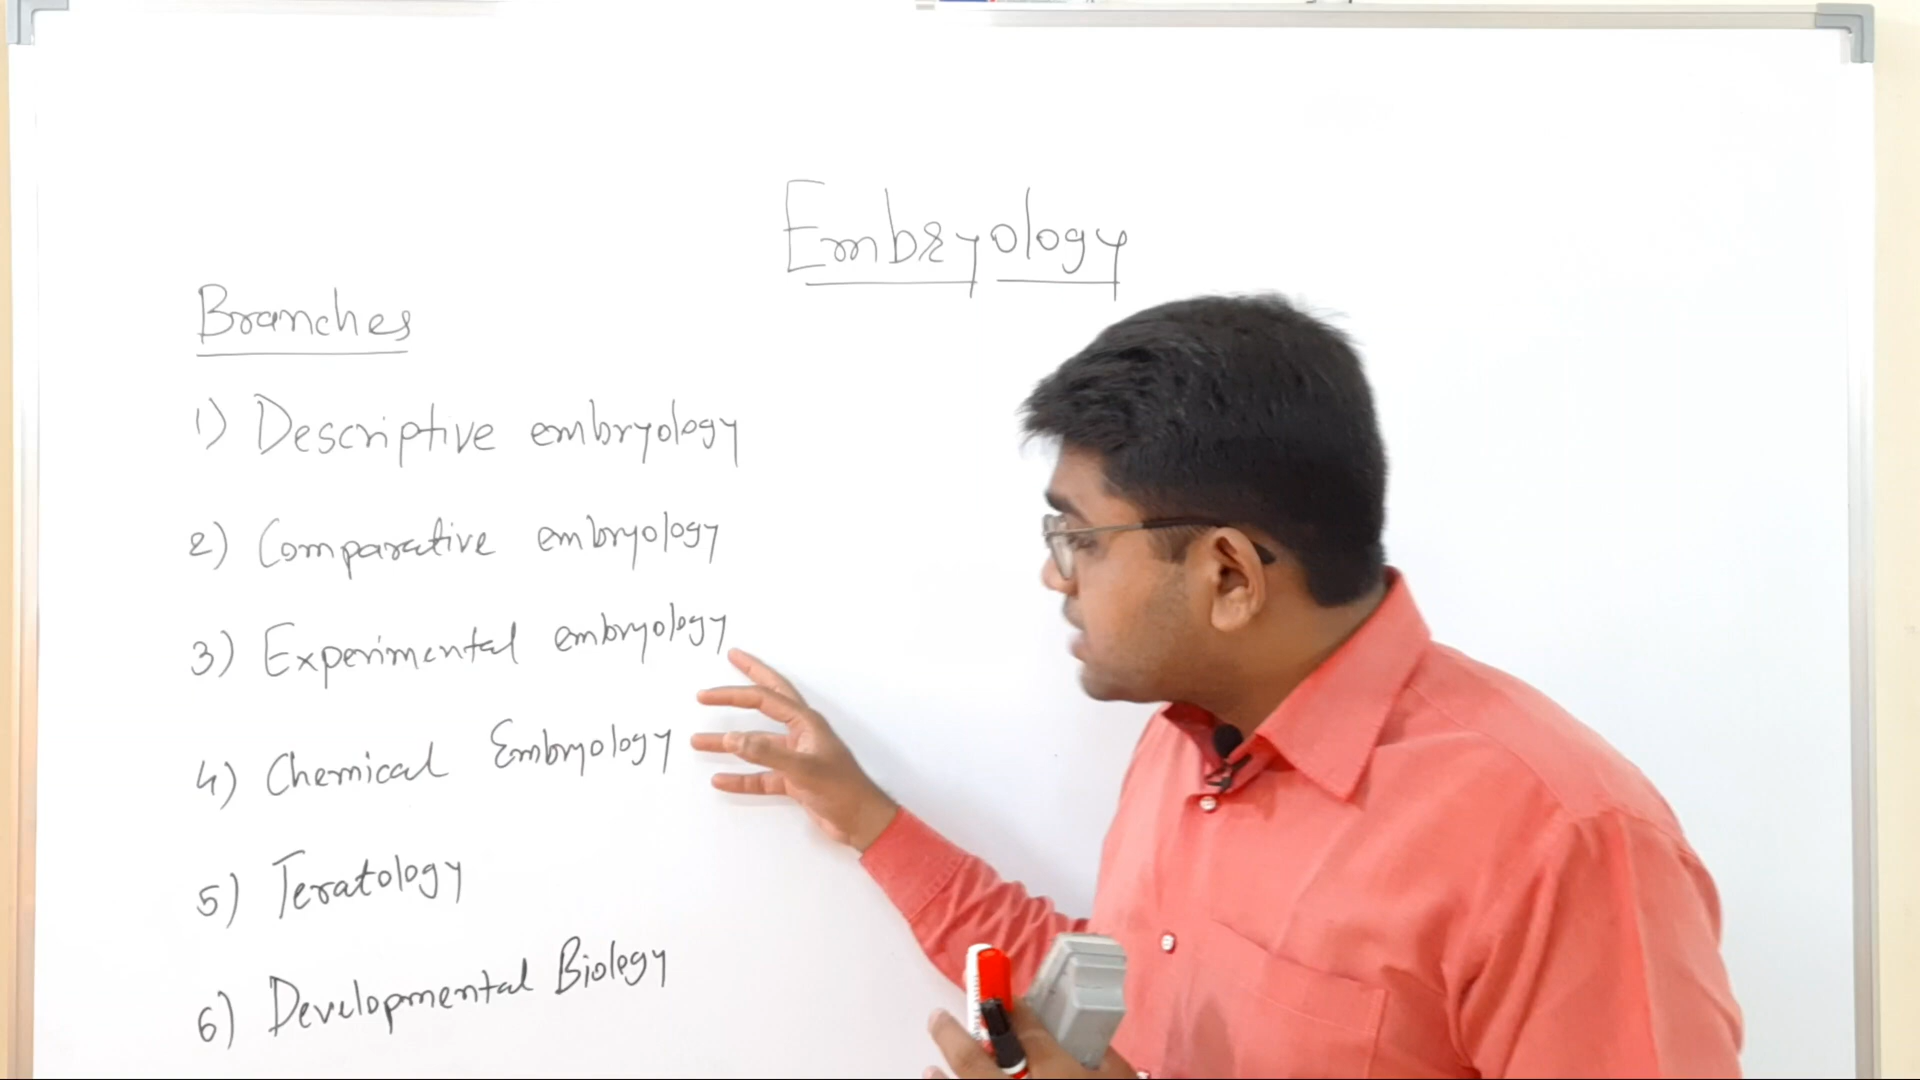 Embryology
Branches
1) Descriptive embryology
2) Comparative embryology
3) Experimental embryology
4) Chemical Embryology
5) Teratology
6) Developmental Biology